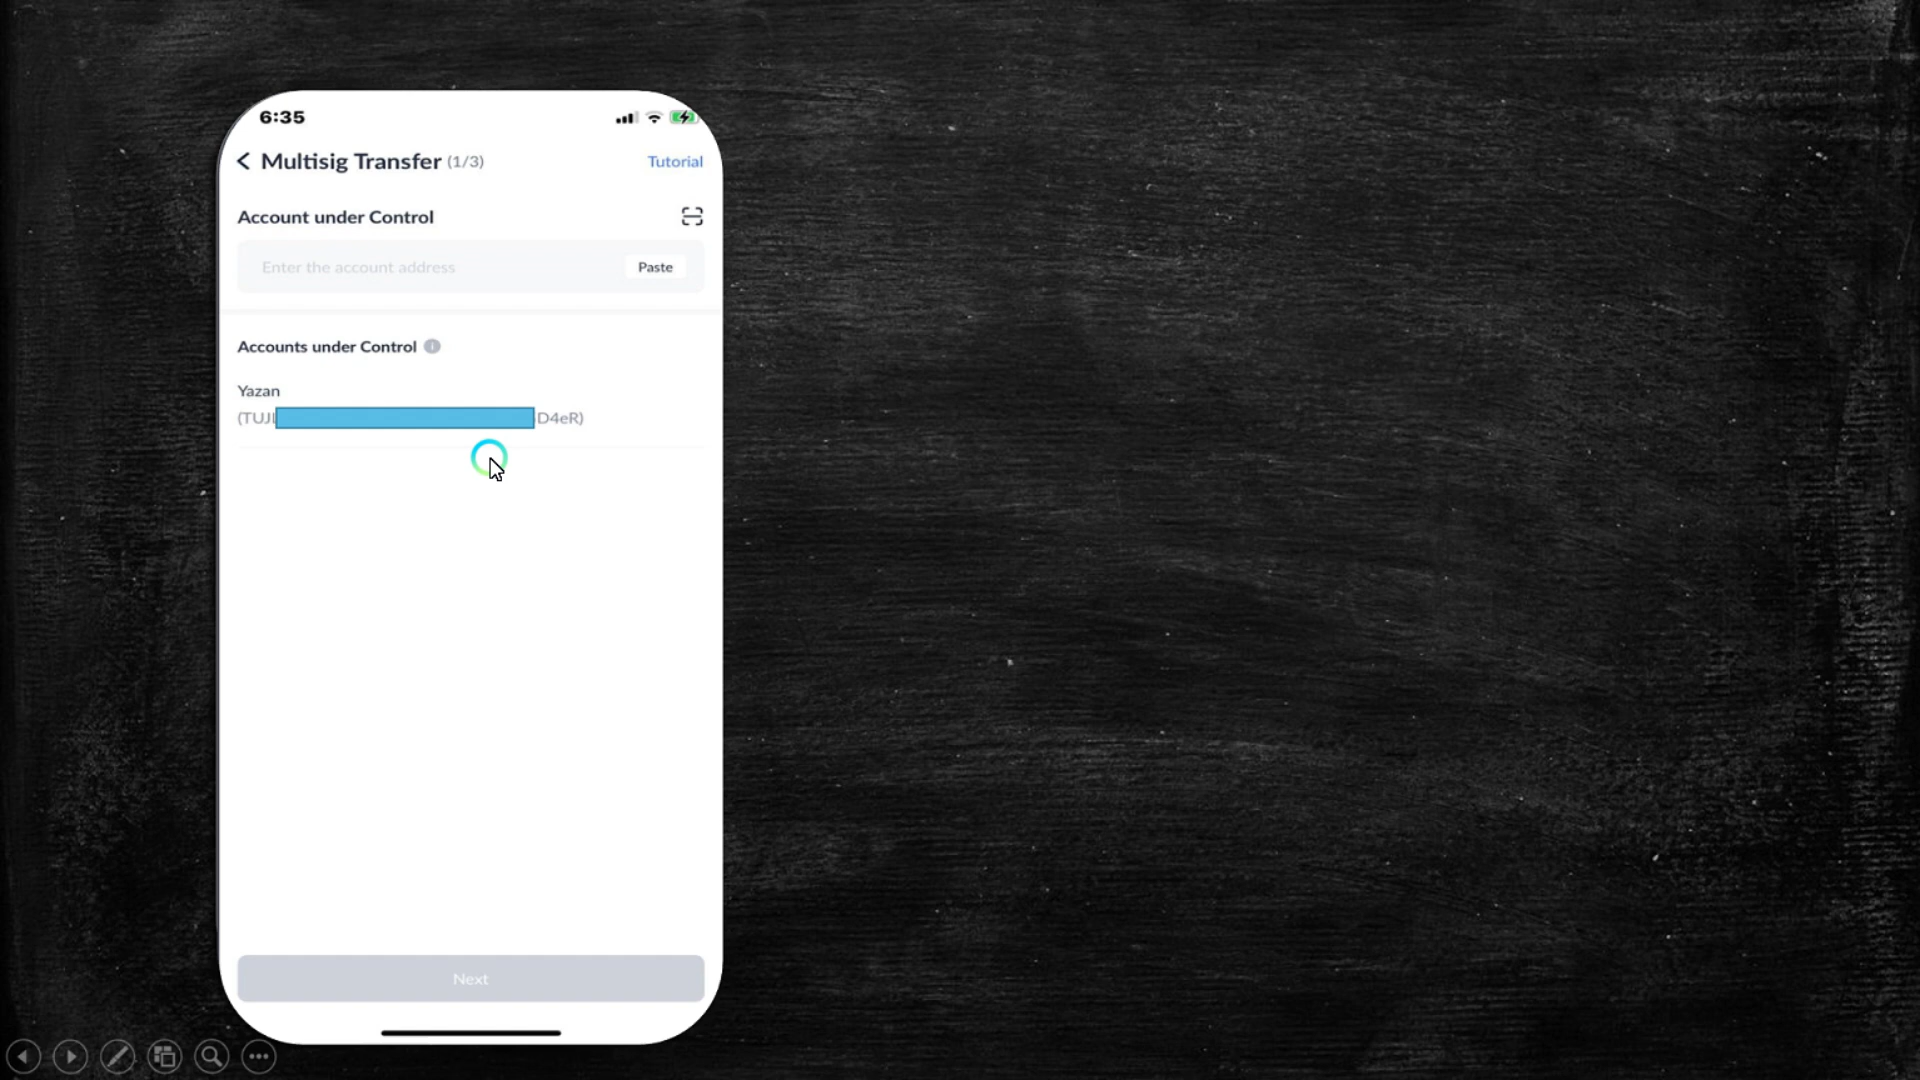 6:35
Multisig Transfer (1/3)
Tutorial
Account under Control
Enter the account address
Paste
Accounts under Control
Yazan
(TUJ D4eR)
Next